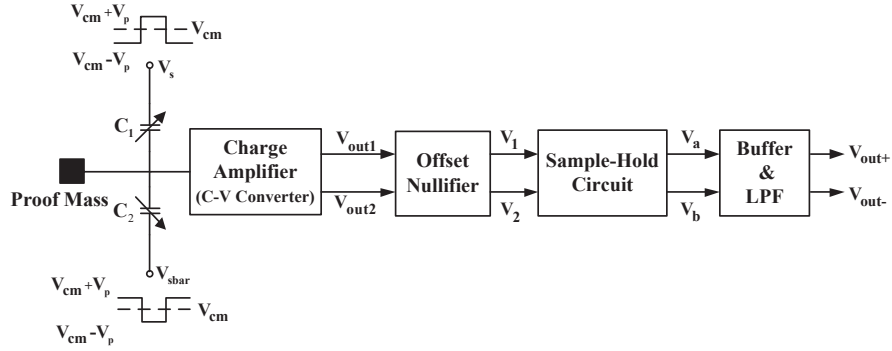 Vcm+Vp
Vcm
Vcm-Vp
Vs
C1
Proof Mass
C2
Vsbar
Vcm+Vp
Vcm
Vcm-Vp
Charge
Amplifier
(C-V Converter)
Vout1
Vout2
Offset
Nullifier
V1
V2
Sample-Hold
Circuit
Va
Vb
Buffer
&
LPF
Vout+
Vout-